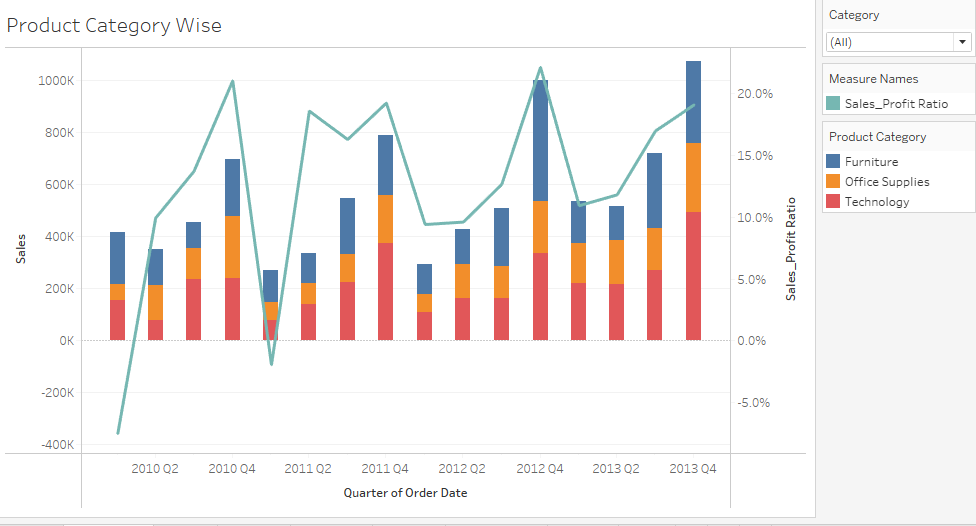 Product Category Wise
1000K
800K
600K
400K
200K
0K
-200K
-400K
Sales
20.0%
15.0%
10.0%
5.0%
0.0%
-5.0%
Sales_Profit Ratio
2010 Q2 2010 Q4 2011 Q2 2011 Q4 2012 Q2 2012 Q4 2013 Q2 2013 Q4
Quarter of Order Date
Category
(All)
Measure Names
Sales_Profit Ratio
Product Category
Furniture
Office Supplies
Technology